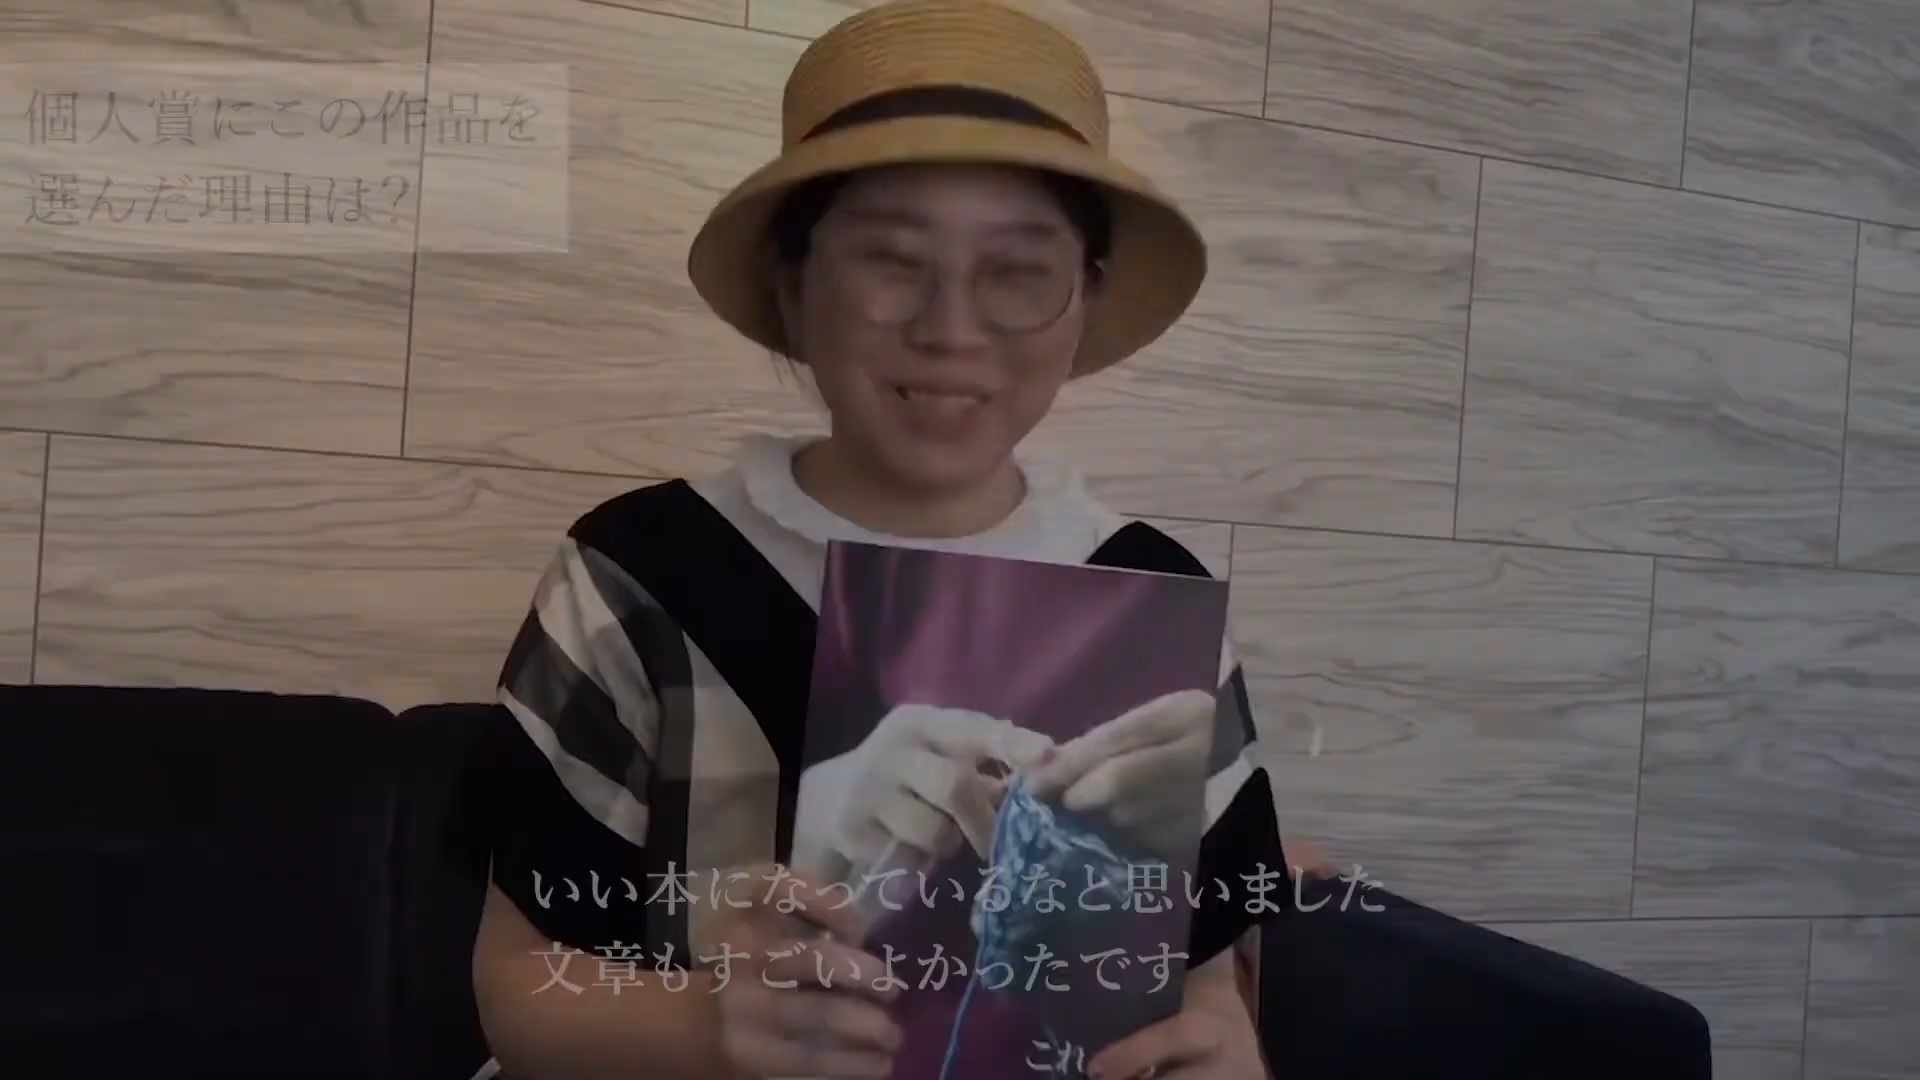 個人賞にこの作品を
選んだ理由は?
いい本になっているなと思いました
文章もすごいよかったです
これ